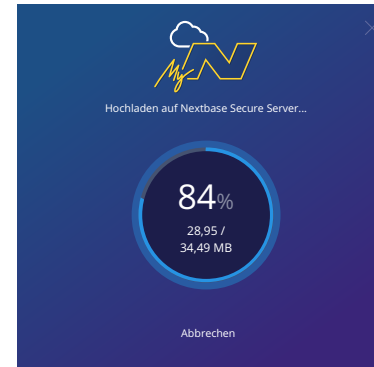 My N
Hochladen auf Nextbase Secure Server...
84%
28,95 /
34,49 MB
Abbrechen